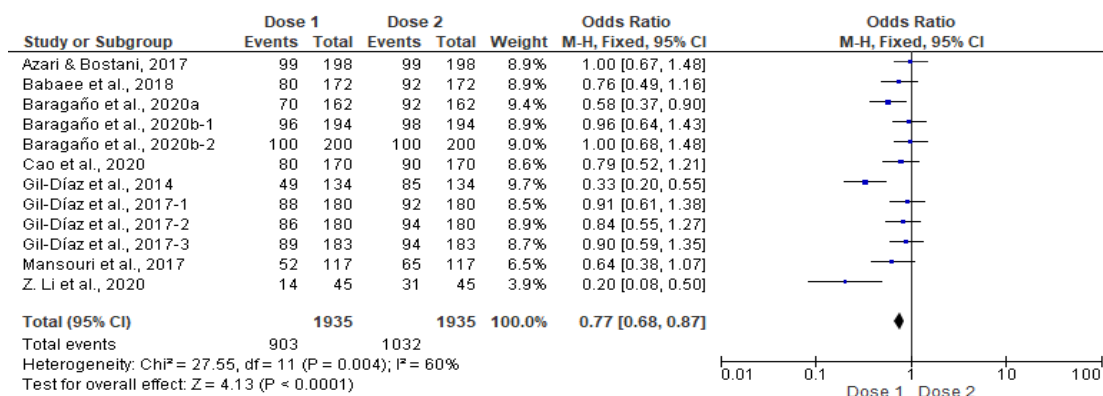 Dose 1 Dose 2 Odds Ratio Odds Ratio
Study or Subgroup Events Total Events Total Weight M-H, Fixed, 95% CI M-H, Fixed, 95% CI
Azari & Bostani, 2017 99 198 99 198 8.9% 1.00 [0.67, 1.48]
Babaee et al., 2018 80 172 92 172 8.9% 0.76 [0.49, 1.16]
Baragaño et al., 2020a 70 162 92 162 9.4% 0.58 [0.37, 0.90]
Baragaño et al., 2020b-1 96 194 98 194 8.9% 0.96 [0.64, 1.43]
Baragaño et al., 2020b-2 100 200 100 200 9.0% 1.00 [0.68, 1.48]
Cao et al., 2020 80 170 90 170 8.6% 0.79 [0.52, 1.21]
Gil-Díaz et al., 2014 49 134 85 134 9.7% 0.33 [0.20, 0.55]
Gil-Díaz et al., 2017-1 88 180 92 180 8.5% 0.91 [0.61, 1.38]
Gil-Díaz et al., 2017-2 86 180 94 180 8.9% 0.84 [0.55, 1.27]
Gil-Díaz et al., 2017-3 89 183 94 183 8.9% 0.90 [0.59, 1.35]
Mansouri et al., 2017 52 117 65 117 6.5% 0.64 [0.38, 1.07]
Z. Li et al., 2020 14 45 31 45 3.9% 0.20 [0.08, 0.50]
Total (95% CI) 1935 1935 100.0% 0.77 [0.68, 0.87]
Total events 903 1032
Heterogeneity: Chi² = 27.55, df = 11 (P = 0.004); I² = 60%
Test for overall effect: Z = 4.13 (P < 0.0001)
0.01 0.1 1 10 100
Dose 1 Dose 2